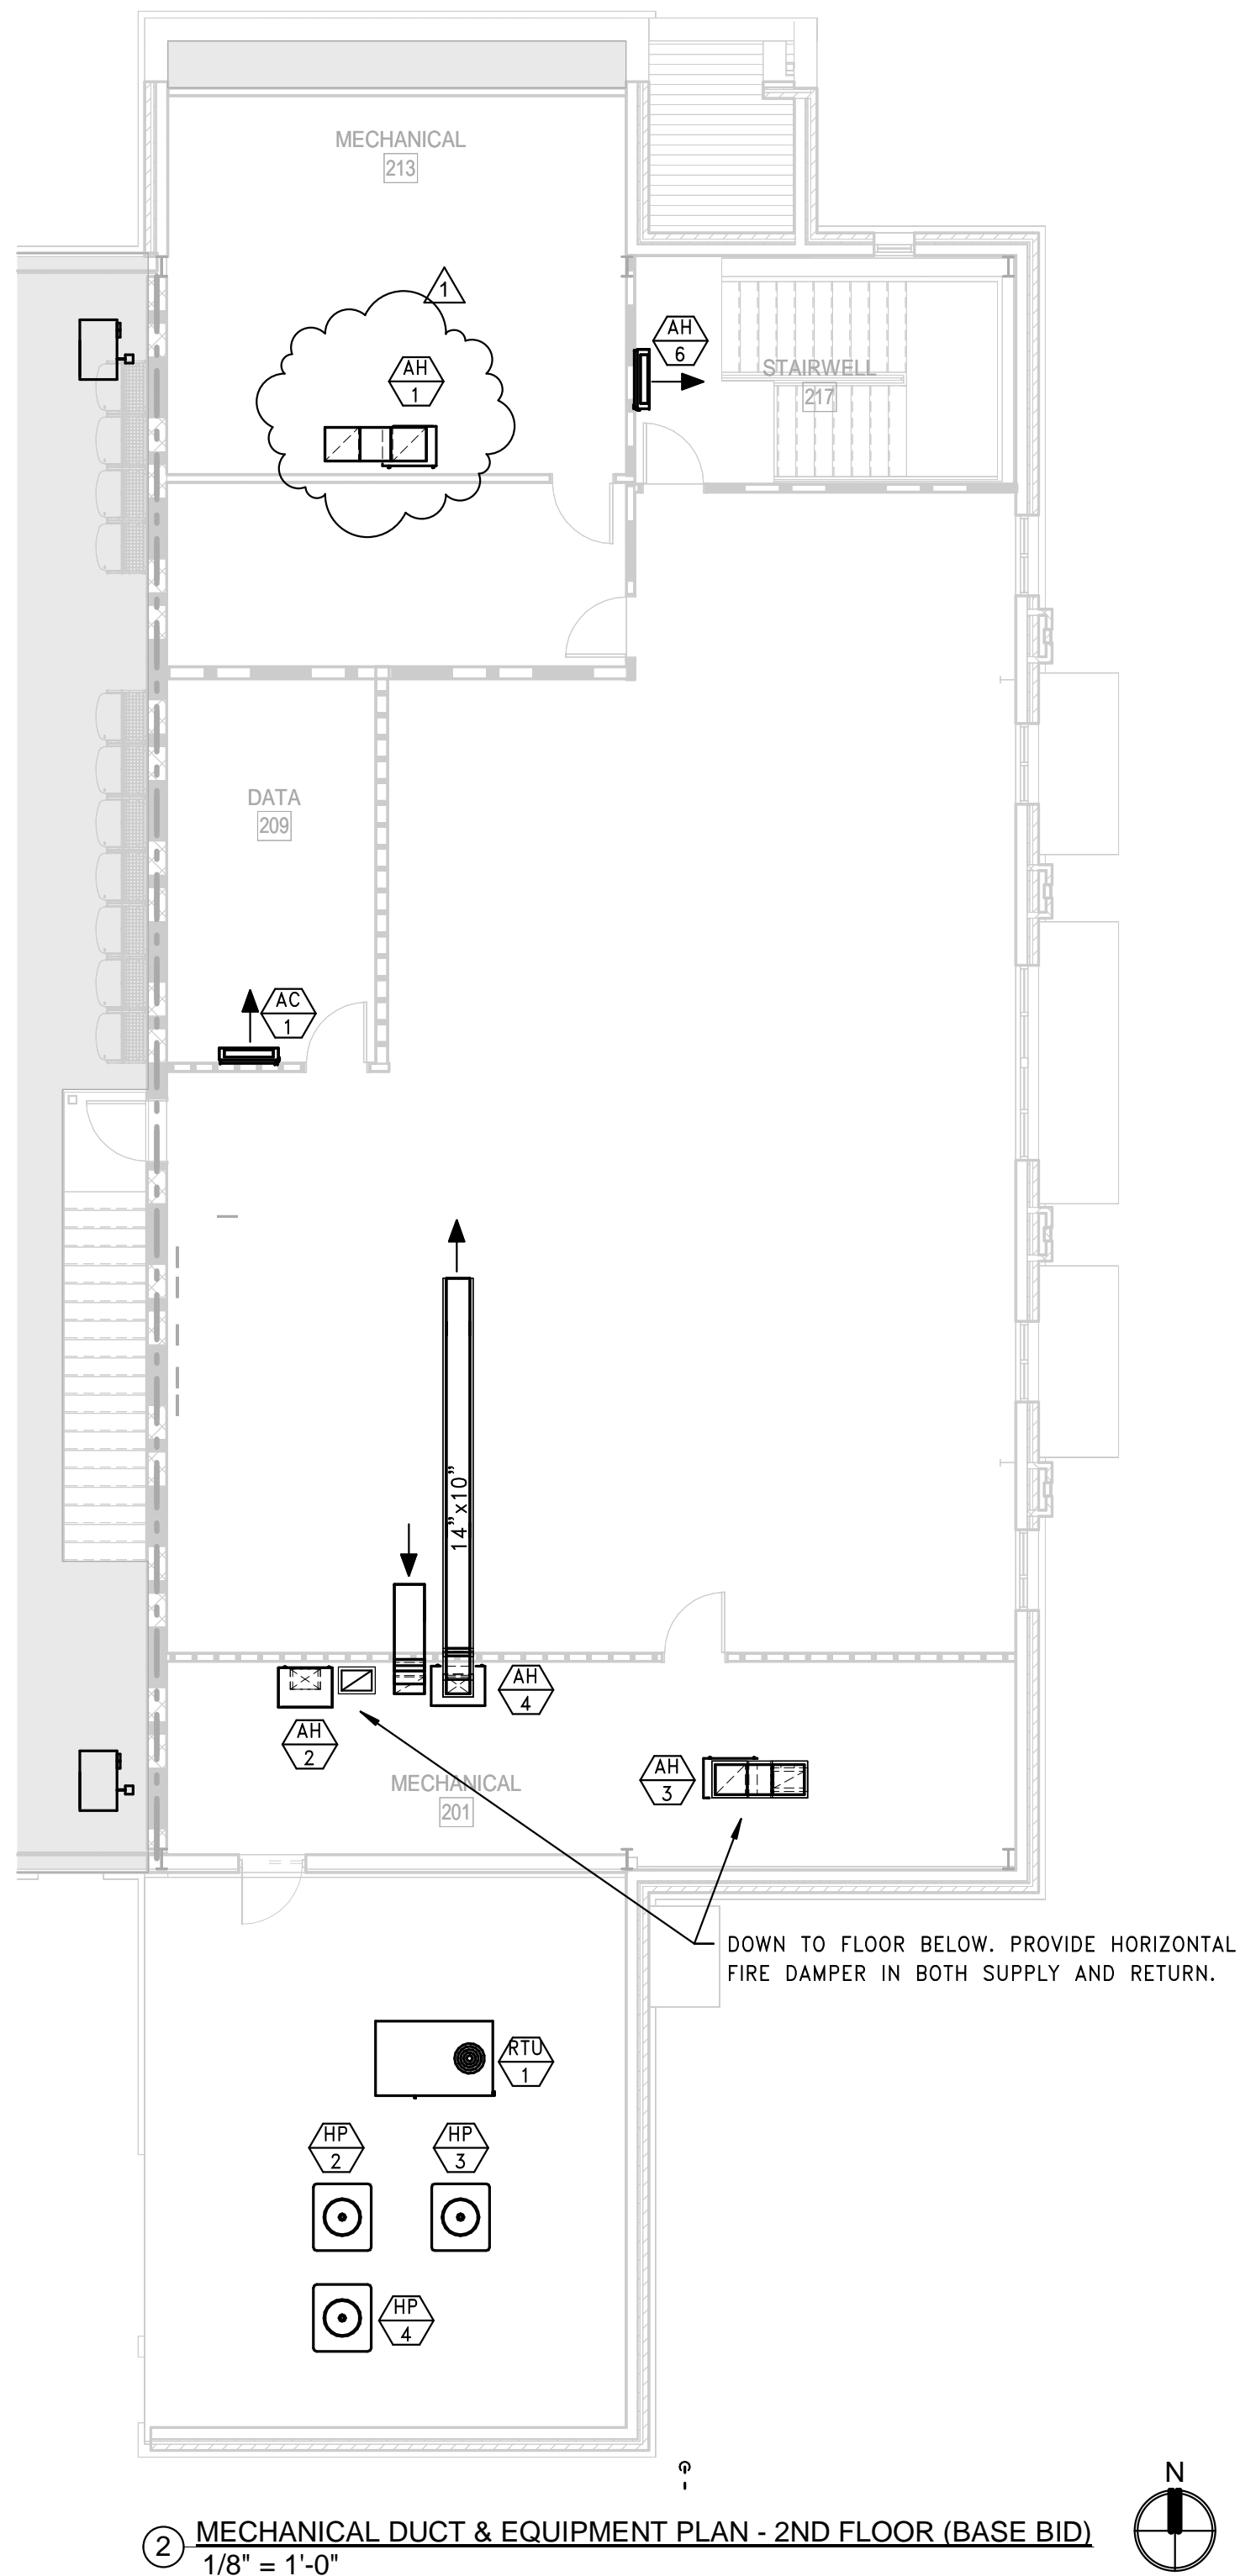 MECHANICAL
213
1
AH
1
AH
6
STAIRWELL
217
DATA
209
AC
1
14"x10"
AH
4
AH
2
AH
3
MECHANICAL
201
DOWN TO FLOOR BELOW. PROVIDE HORIZONTAL
FIRE DAMPER IN BOTH SUPPLY AND RETURN.
RTU
1
HP
2
HP
3
HP
4
N
2 MECHANICAL DUCT & EQUIPMENT PLAN - 2ND FLOOR (BASE BID)
1/8" = 1'-0"